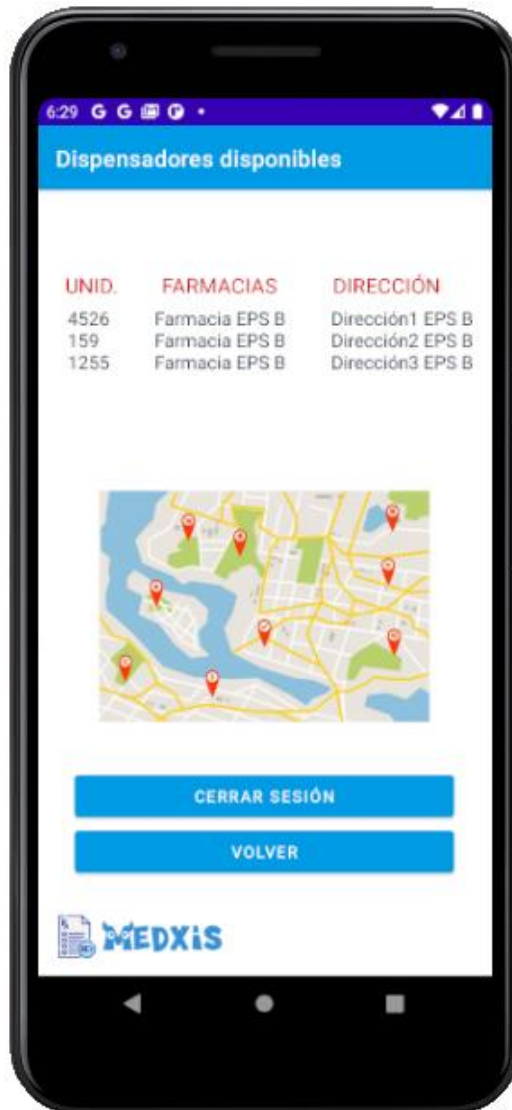 6:29 G G
Dispensadores disponibles
UNID. FARMACIAS DIRECCIÓN
4526 Farmacia EPS B Dirección1 EPS B
159 Farmacia EPS B Dirección2 EPS B
1255 Farmacia EPS B Dirección3 EPS B
CERRAR SESIÓN
VOLVER
MEDXiS